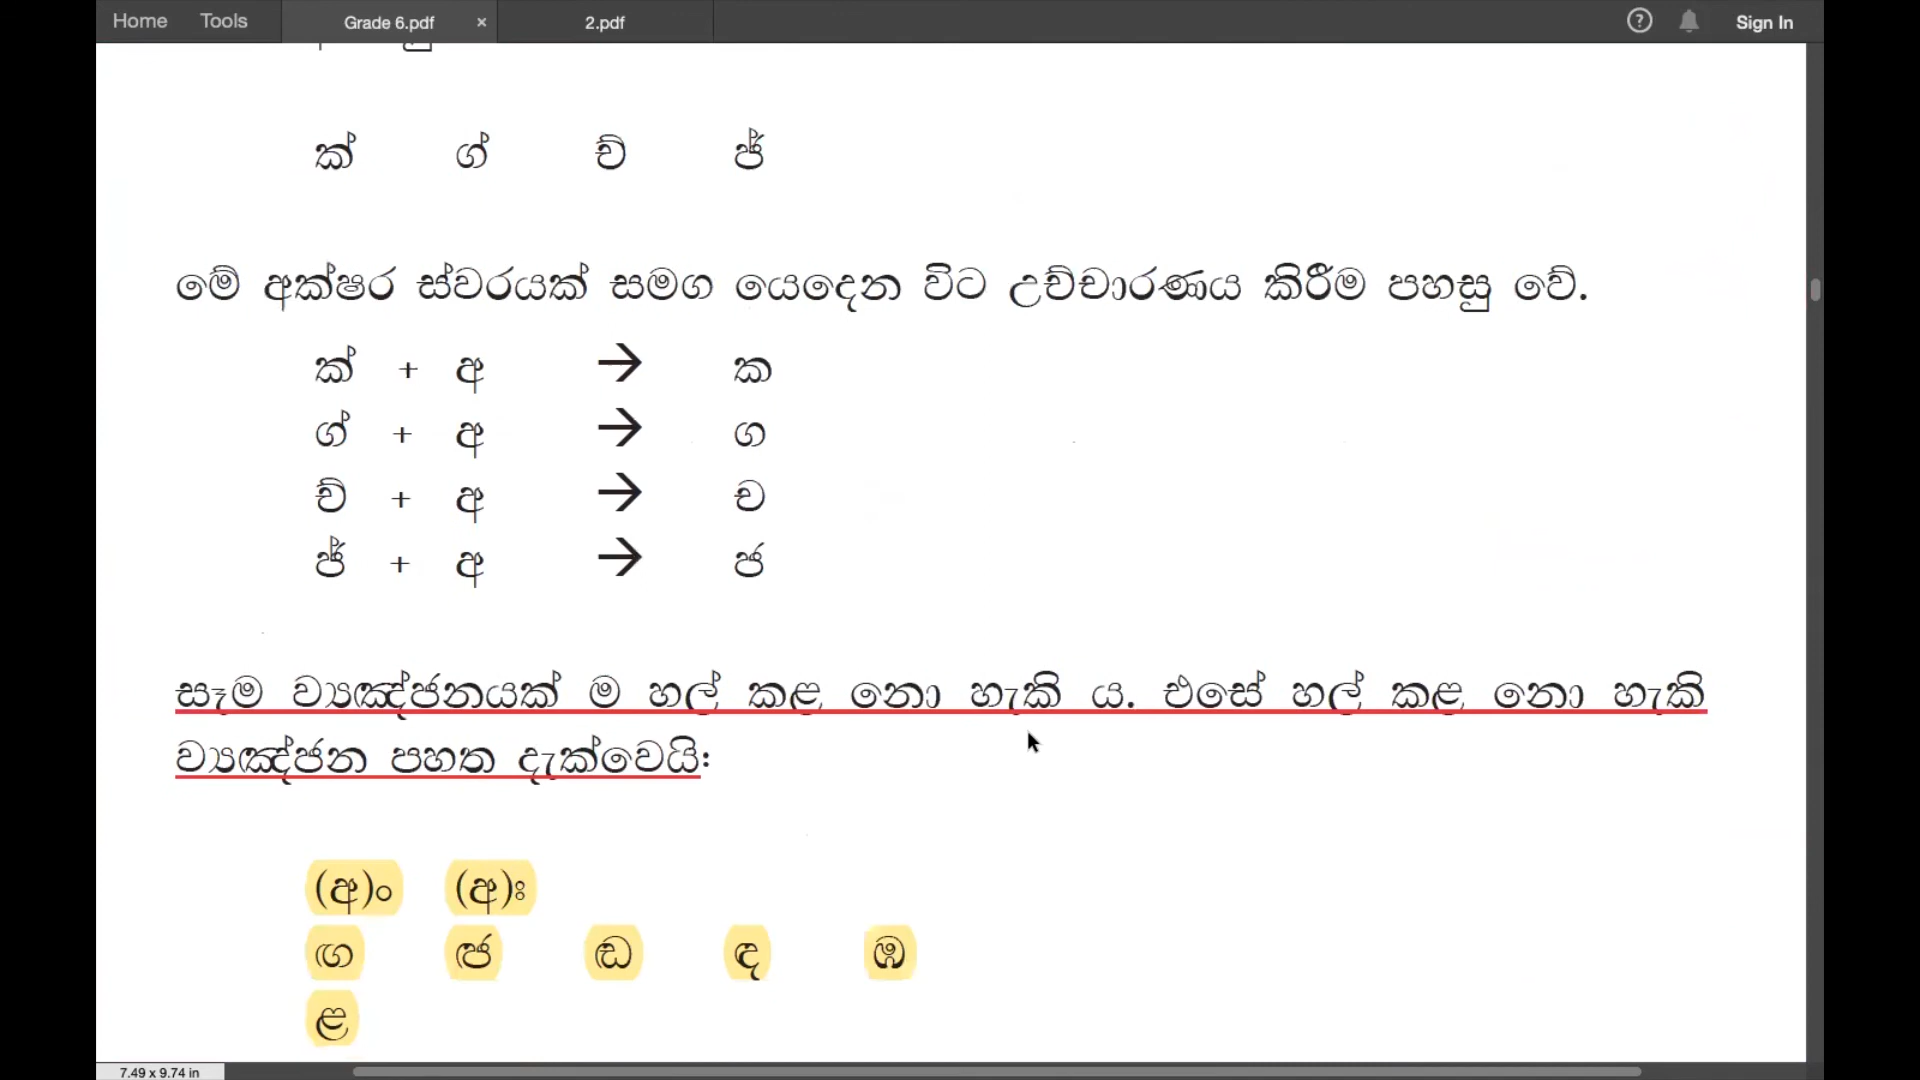 Home Tools Grade 6.pdf × 2.pdf ? Sign In
ක් ග් ච් ජ්
මේ අක්ෂර ස්වරයක් සමග යෙදෙන විට උච්චාරණය කිරීම පහසු වේ.
ක් + අ → ක
ග් + අ → ග
ච් + අ → ච
ජ් + අ → ජ
සෑම ව්‍යඤ්ජනයක් ම හල් කළ නො හැකි ය. එසේ හල් කළ නො හැකි
ව්‍යඤ්ජන පහත දැක්වෙයි:
(අ)ං (අ)ඃ
ඟ ඦ ඬ ඳ ඹ
ළ
7.49 x 9.74 in